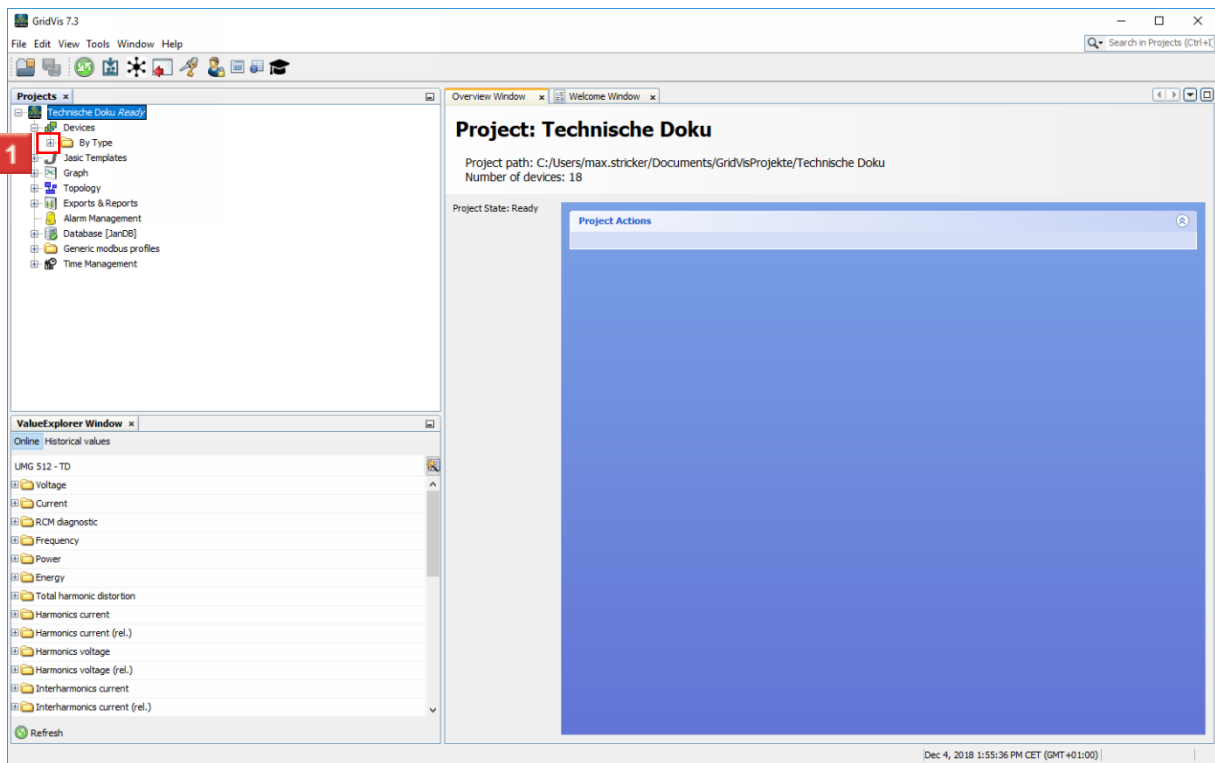 GridVis 7.3
File Edit View Tools Window Help
Search in Projects (Ctrl+I)
Projects
Technische Doku Ready
Devices
By Type
1
Jasic Templates
Graph
Topology
Exports & Reports
Alarm Management
Database [JanDB]
Generic modbus profiles
Time Management
ValueExplorer Window
Online Historical values
UMG 512 - TD
Voltage
Current
RCM diagnostic
Frequency
Power
Energy
Total harmonic distortion
Harmonics current
Harmonics current (rel.)
Harmonics voltage
Harmonics voltage (rel.)
Interharmonics current
Interharmonics current (rel.)
Refresh
Overview Window Welcome Window
Project: Technische Doku
Project path: C:/Users/max.stricker/Documents/GridVisProjekte/Technische Doku
Number of devices: 18
Project State: Ready
Project Actions
Dec 4, 2018 1:55:36 PM CET (GMT+01:00)